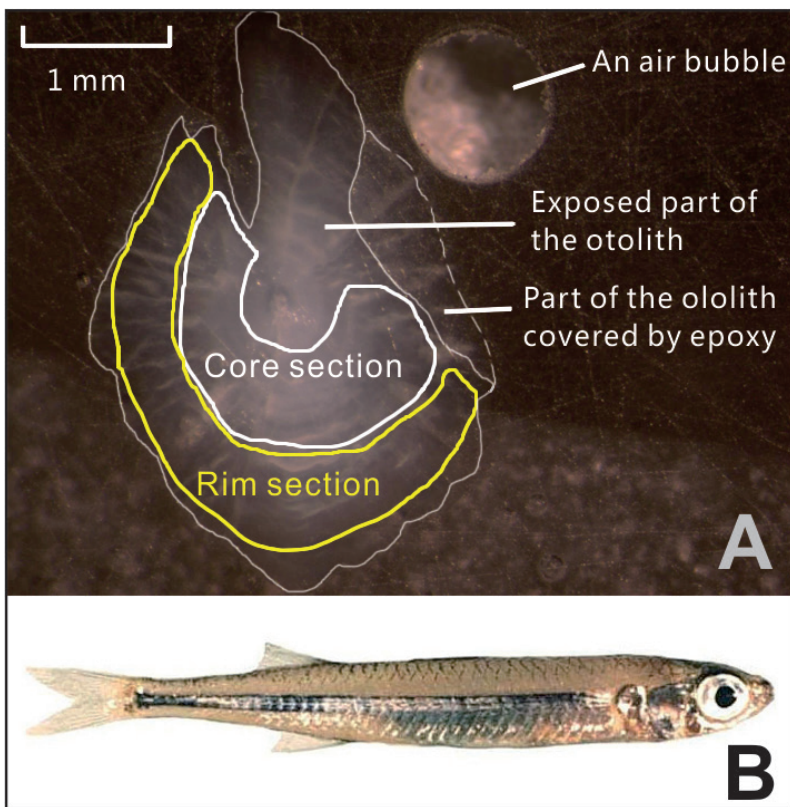 1 mm
An air bubble
Exposed part of
the otolith
Part of the ololith
covered by epoxy
Core section
Rim section
A
B